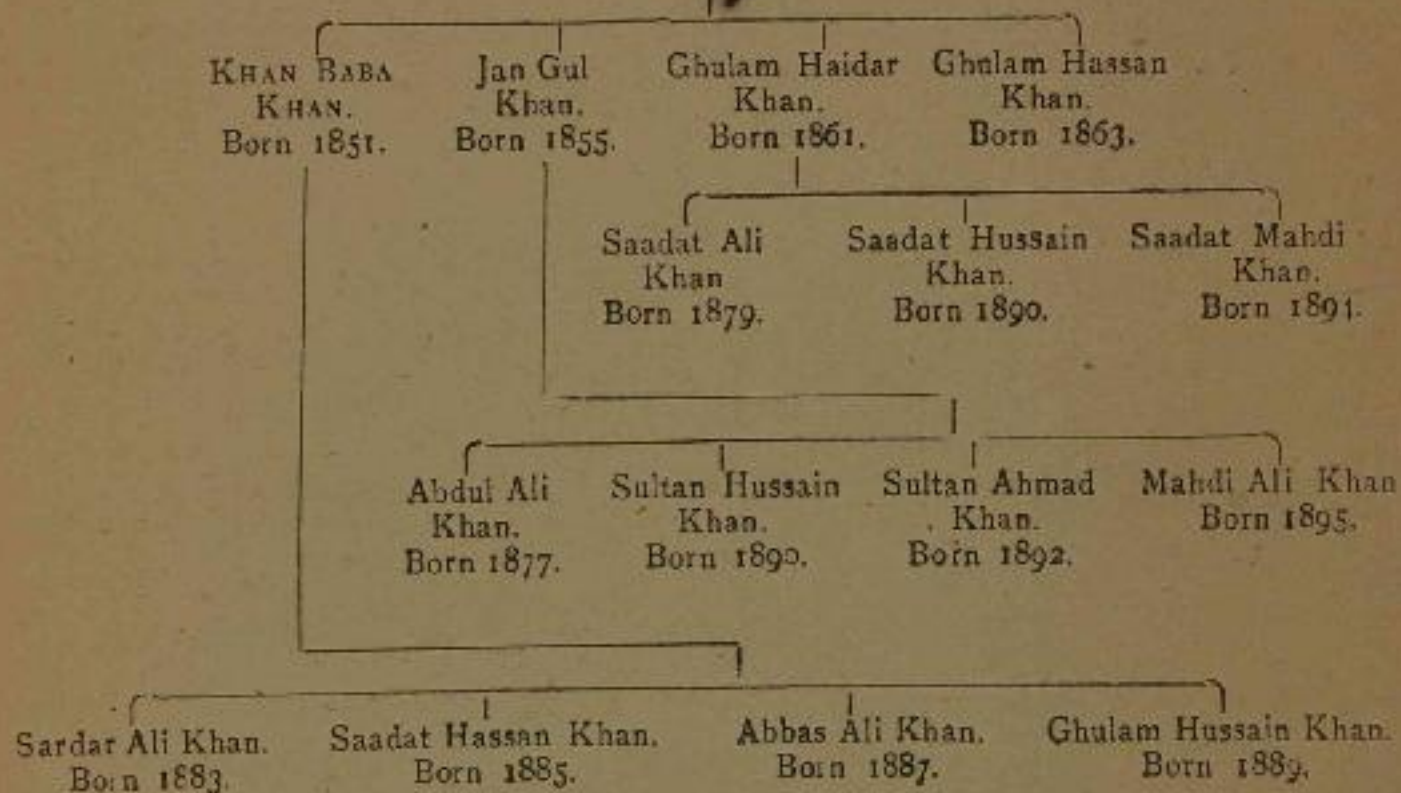 KHAN BABA KHAN. Born 1851.
Jan Gul Khan. Born 1855.
Ghulam Haidar Khan. Born 1861.
Ghulam Hassan Khan. Born 1863.
Saadat Ali Khan Born 1879.
Saadat Hussain Khan. Born 1890.
Saadat Mahdi Khan. Born 1891.
Abdul Ali Khan. Born 1877.
Sultan Hussain Khan. Born 1890.
Sultan Ahmad Khan. Born 1892.
Mahdi Ali Khan Born 1895.
Sardar Ali Khan. Born 1883.
Saadat Hassan Khan. Born 1885.
Abbas Ali Khan. Born 1887.
Ghulam Hussain Khan. Born 1889.